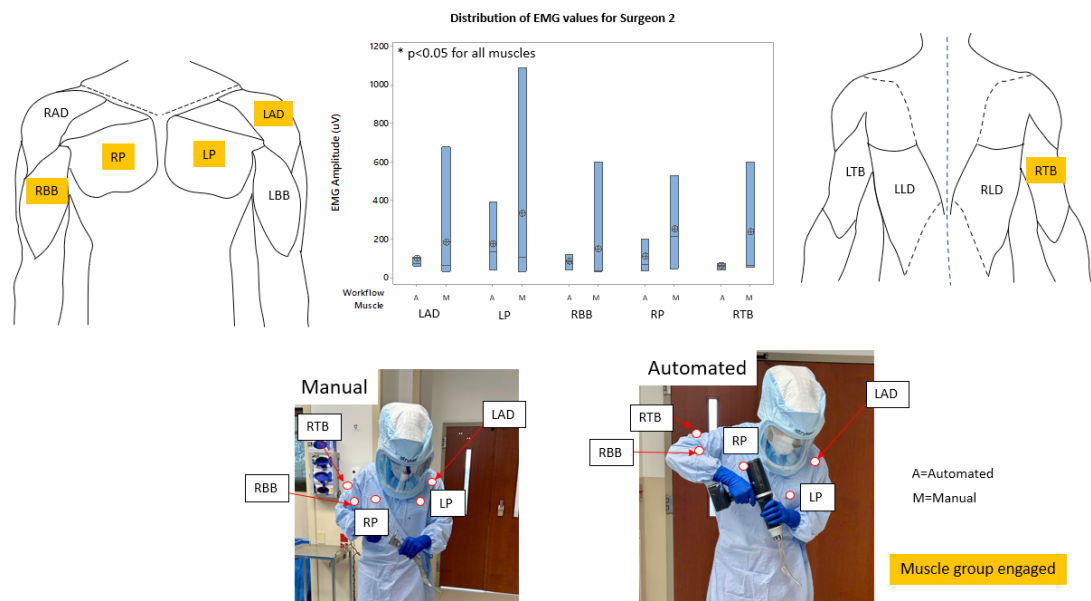 Distribution of EMG values for Surgeon 2
* p<0.05 for all muscles
EMG Amplitude (uV)
1200
1000
800
600
400
200
0
Workflow
A M A M A M A M A M
Muscle
LAD LP RBB RP RTB
RAD
LAD
RP
LP
RBB
LBB
LTB
LLD
RLD
RTB
Manual
RTB
LAD
RBB
RP
LP
Automated
RTB
RBB
RP
LAD
LP
stryker
A=Automated
M=Manual
Muscle group engaged